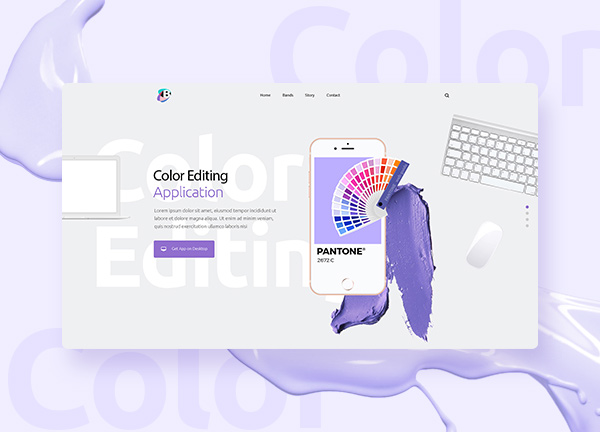 Color
B
Home Bands Story Contact
Color
Editing
Color Editing
Application
Lorem ipsum dolor sit amet, eiusmod tempor incididunt ut
labore et dolore magna aliqua. Ut enim ad minim veniam,
quis nostrud exercitation ullamco laboris nisi
Get App on Desktop
PANTONE®
2672 C
Color